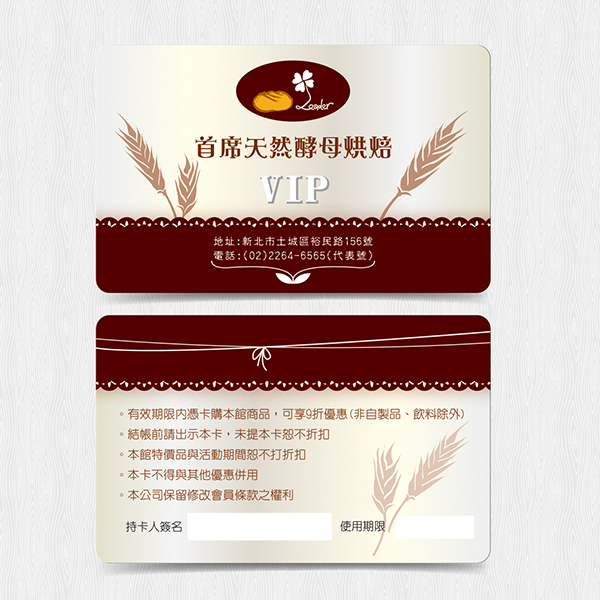 Leader
首席天然酵母烘焙
VIP
地址:新北市土城區裕民路156號
電話:(02)2264-6565(代表號)
。有效期限內憑卡購本館商品，可享9折優惠(非自製品、飲料除外)
。結帳前請出示本卡，未提本卡恕不折扣
。本館特價品與活動期間恕不打折扣
。本卡不得與其他優惠併用
。本公司保留修改會員條款之權利
持卡人簽名
使用期限